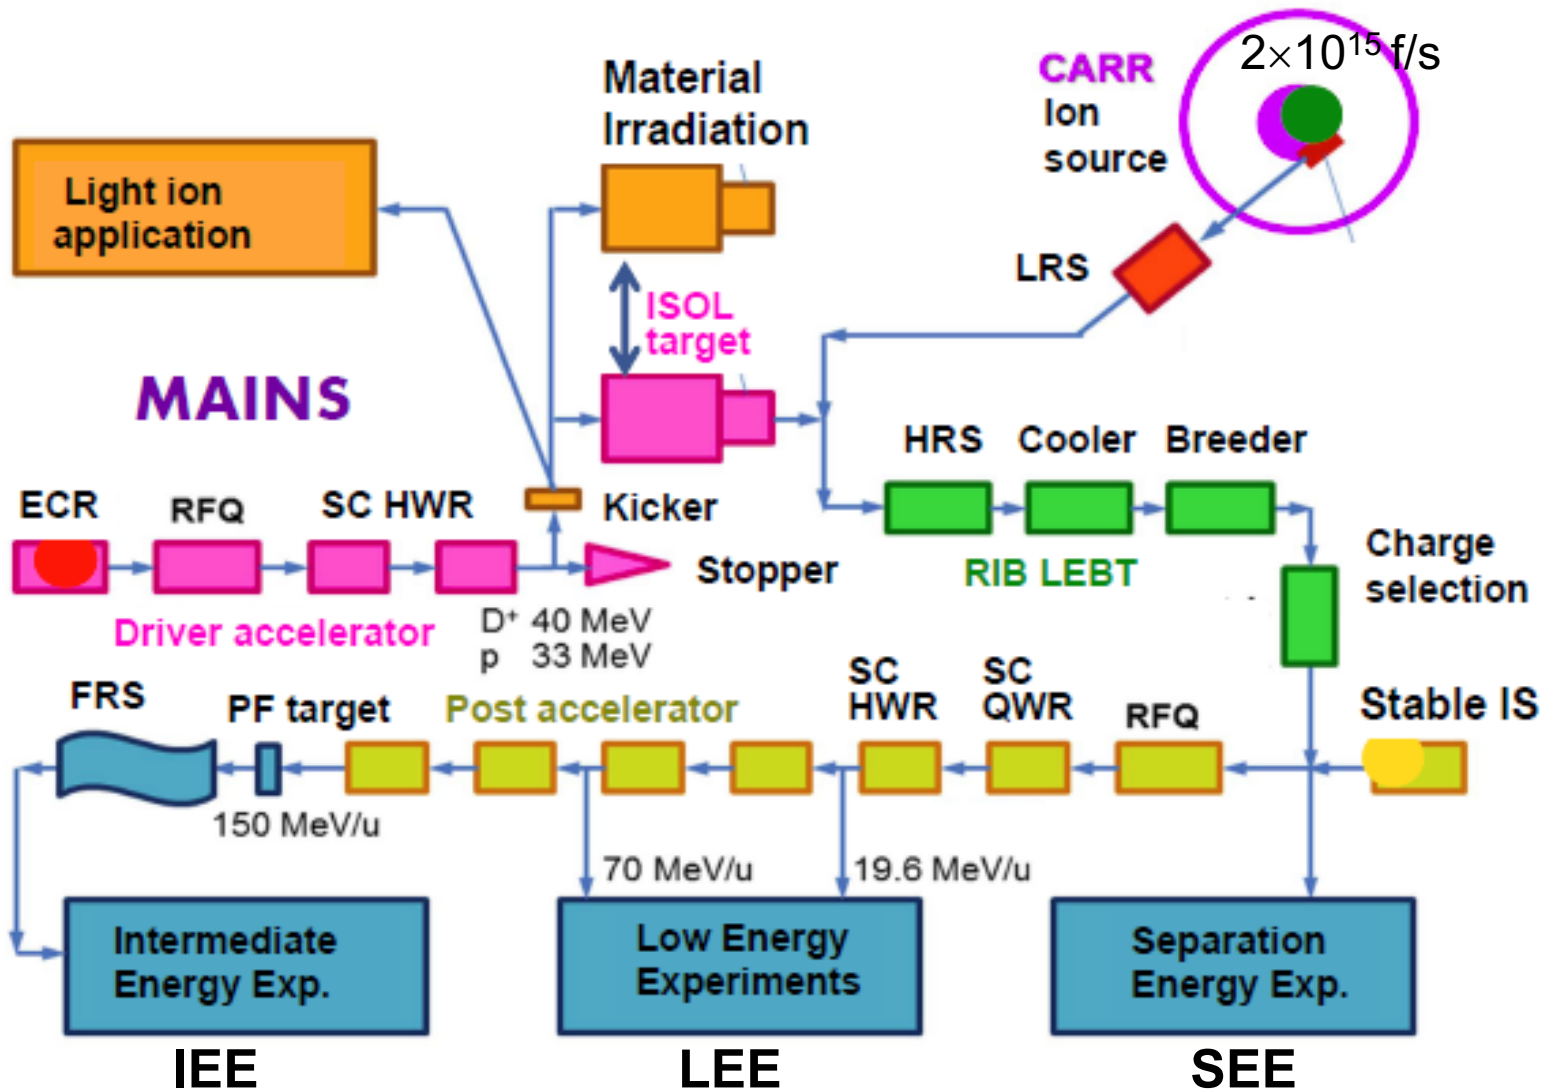 2×10¹⁵ f/s
CARR
Ion
source
Material
Irradiation
Light ion
application
LRS
ISOL
target
MAINS
HRS
Cooler
Breeder
ECR
RFQ
SC HWR
Kicker
Stopper
RIB LEBT
Charge
selection
Driver accelerator
D⁺ 40 MeV
p 33 MeV
FRS
PF target
Post accelerator
SC
HWR
SC
QWR
RFQ
Stable IS
150 MeV/u
70 MeV/u
19.6 MeV/u
Intermediate
Energy Exp.
Low Energy
Experiments
Separation
Energy Exp.
IEE
LEE
SEE